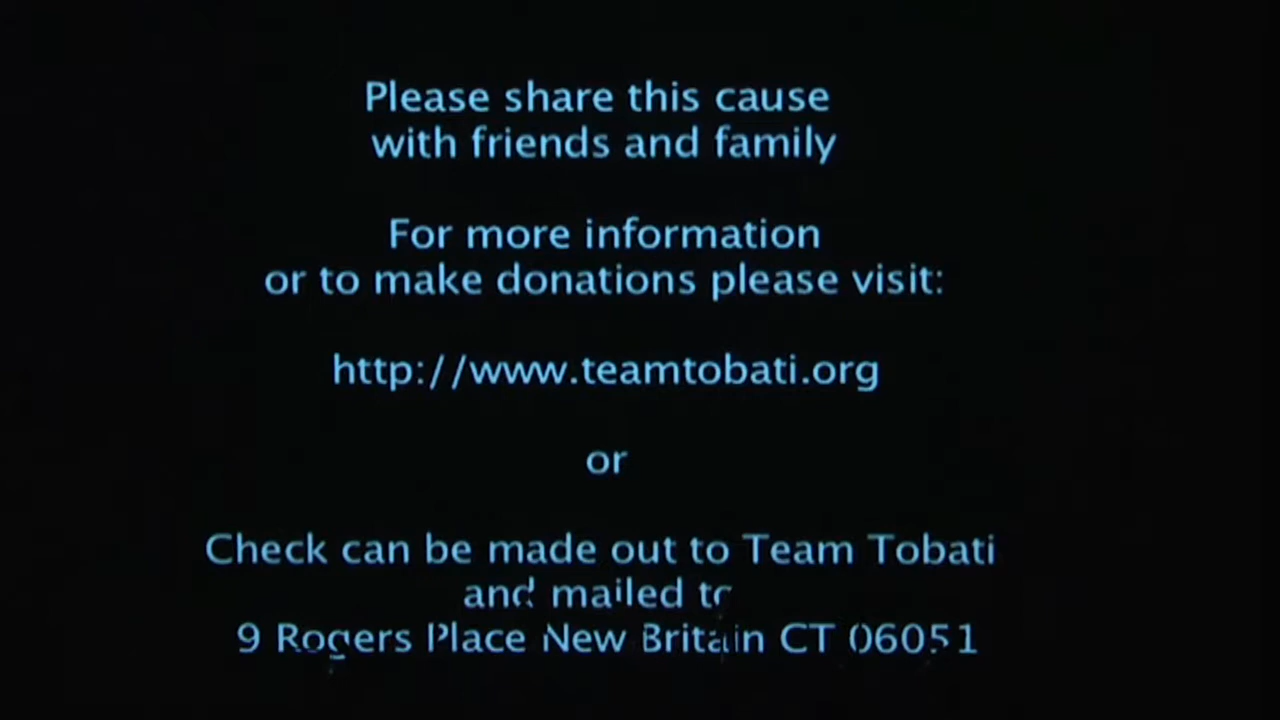 Please share this cause
with friends and family
For more information
or to make donations please visit:
http://www.teamtobati.org
or
Check can be made out to Team Tobati
and mailed to
9 Rogers Place New Britain CT 06051